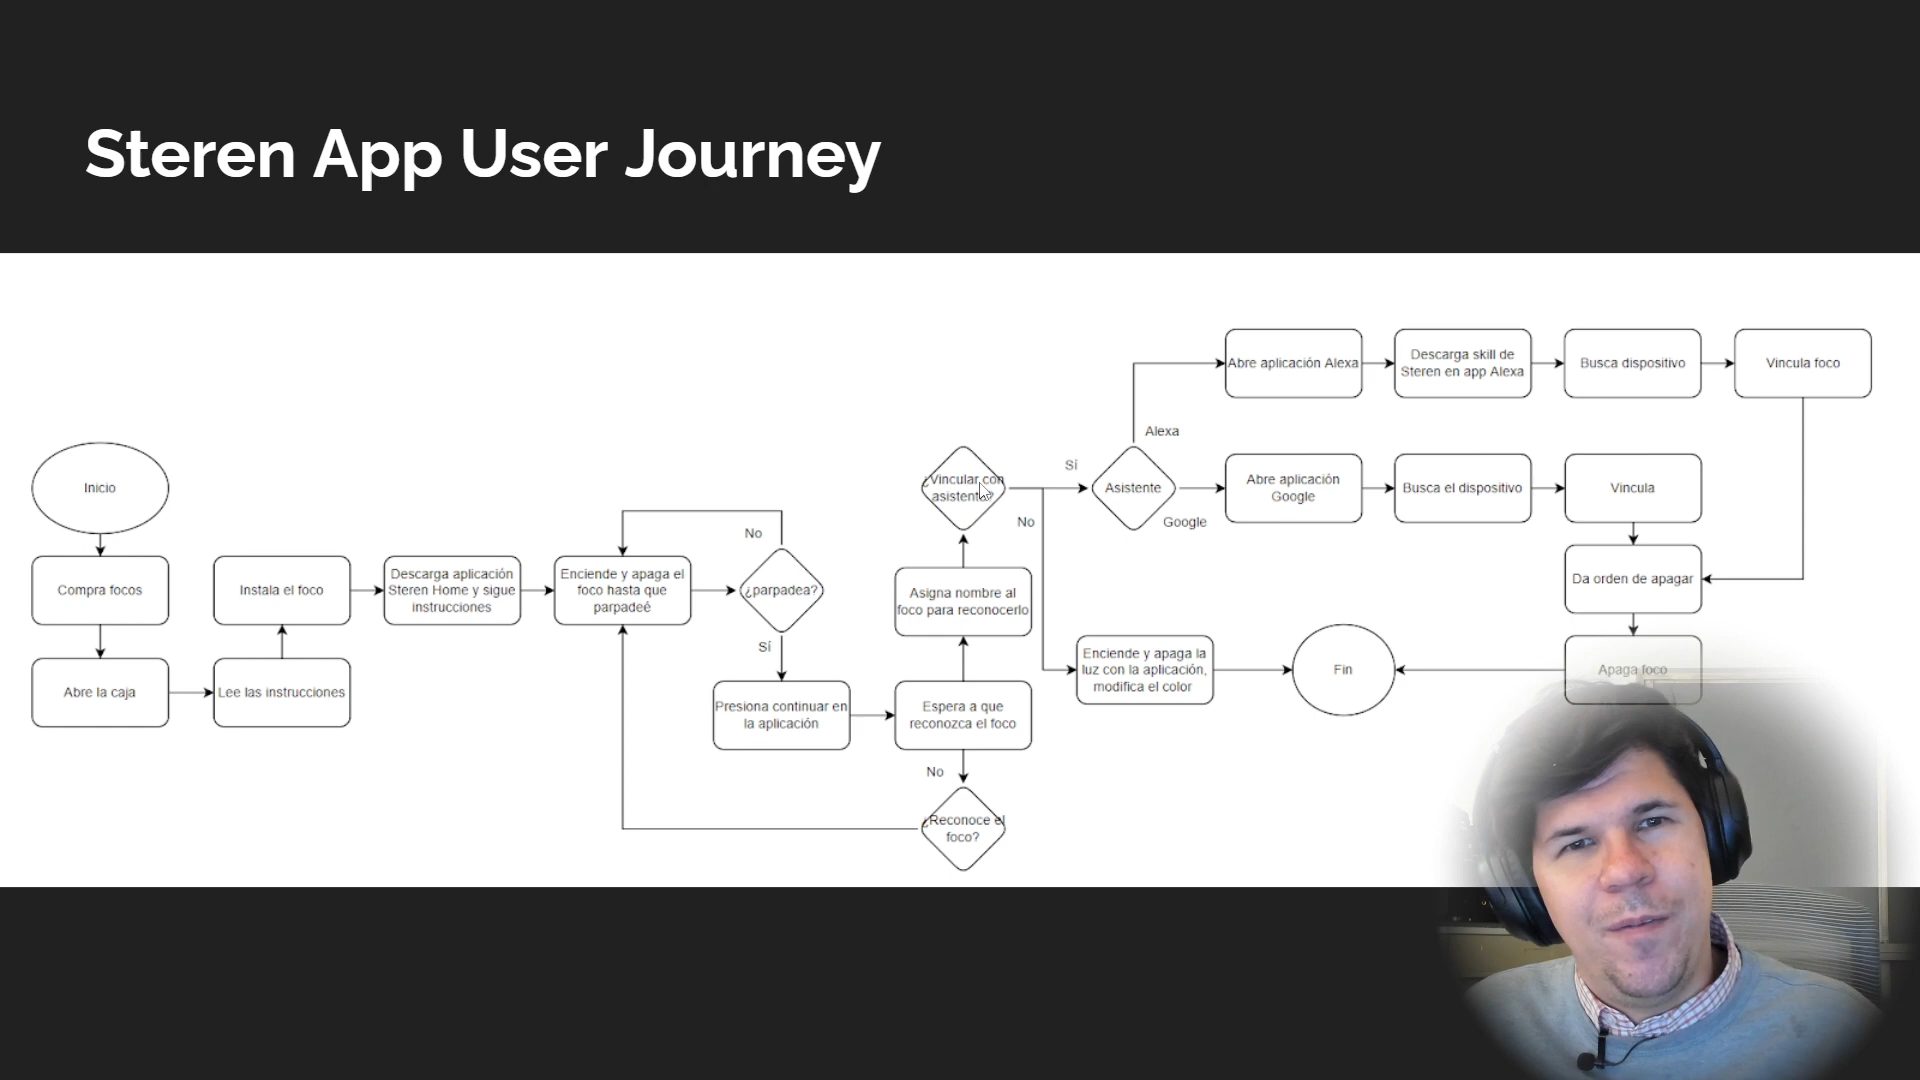 Steren App User Journey
Inicio
Compra focos
Abre la caja
Lee las instrucciones
Instala el foco
Descarga aplicación
Steren Home y sigue
instrucciones
Enciende y apaga el
foco hasta que
parpadeé
¿parpadea?
No
Sí
Presiona continuar en
la aplicación
Espera a que
reconozca el foco
No
¿Reconoce el
foco?
Asigna nombre al
foco para reconocerlo
¿Vincular con
asistente?
Sí
No
Asistente
Alexa
Google
Abre aplicación Alexa
Descarga skill de
Steren en app Alexa
Busca dispositivo
Vincula foco
Abre aplicación
Google
Busca el dispositivo
Vincula
Da orden de apagar
Apaga foco
Enciende y apaga la
luz con la aplicación,
modifica el color
Fin